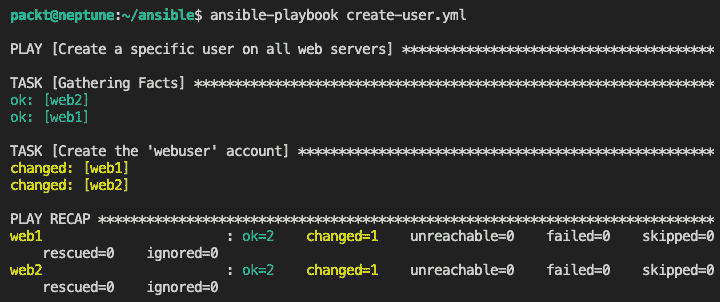 packt@neptune:~/ansible$ ansible-playbook create-user.yml
PLAY [Create a specific user on all web servers] ***************************************
TASK [Gathering Facts] *****************************************************************
ok: [web2]
ok: [web1]
TASK [Create the 'webuser' account] ****************************************************
changed: [web1]
changed: [web2]
PLAY RECAP *****************************************************************************
web1                       : ok=2    changed=1    unreachable=0    failed=0    skipped=0
    rescued=0    ignored=0
web2                       : ok=2    changed=1    unreachable=0    failed=0    skipped=0
    rescued=0    ignored=0